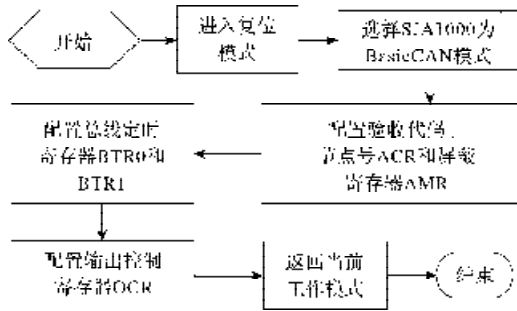 开始
进入复位
模式
选择SJA1000为
BasicCAN模式
配置验收代码
节点号ACR和屏蔽
寄存器AMR
配置总线定时
寄存器BTR0和
BTR1
配置输出控制
寄存器OCR
返回当前
工作模式
结束